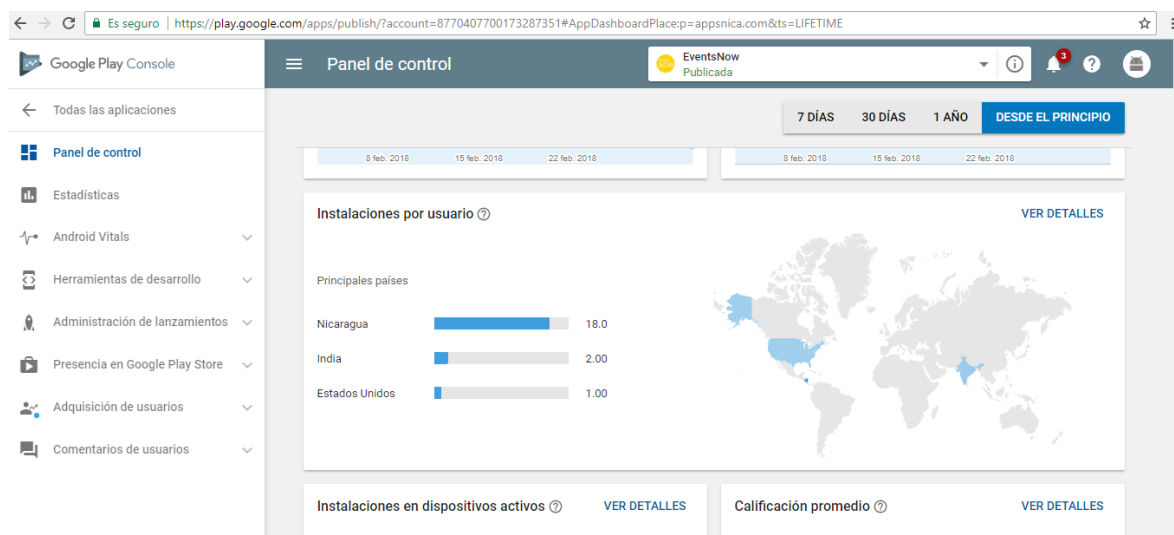 Es seguro | https://play.google.com/apps/publish/?account=8770407700173287351#AppDashboardPlace:p=appsnica.com&ts=LIFETIME
Google Play Console
Panel de control
EventsNow
Publicada
3
Todas las aplicaciones
7 DÍAS 30 DÍAS 1 AÑO DESDE EL PRINCIPIO
Panel de control
8 feb. 2018 15 feb. 2018 22 feb. 2018
8 feb. 2018 15 feb. 2018 22 feb. 2018
Estadísticas
Android Vitals
Herramientas de desarrollo
Administración de lanzamientos
Presencia en Google Play Store
Adquisición de usuarios
Comentarios de usuarios
Instalaciones por usuario
VER DETALLES
Principales países
Nicaragua 18.0
India 2.00
Estados Unidos 1.00
Instalaciones en dispositivos activos VER DETALLES
Calificación promedio VER DETALLES